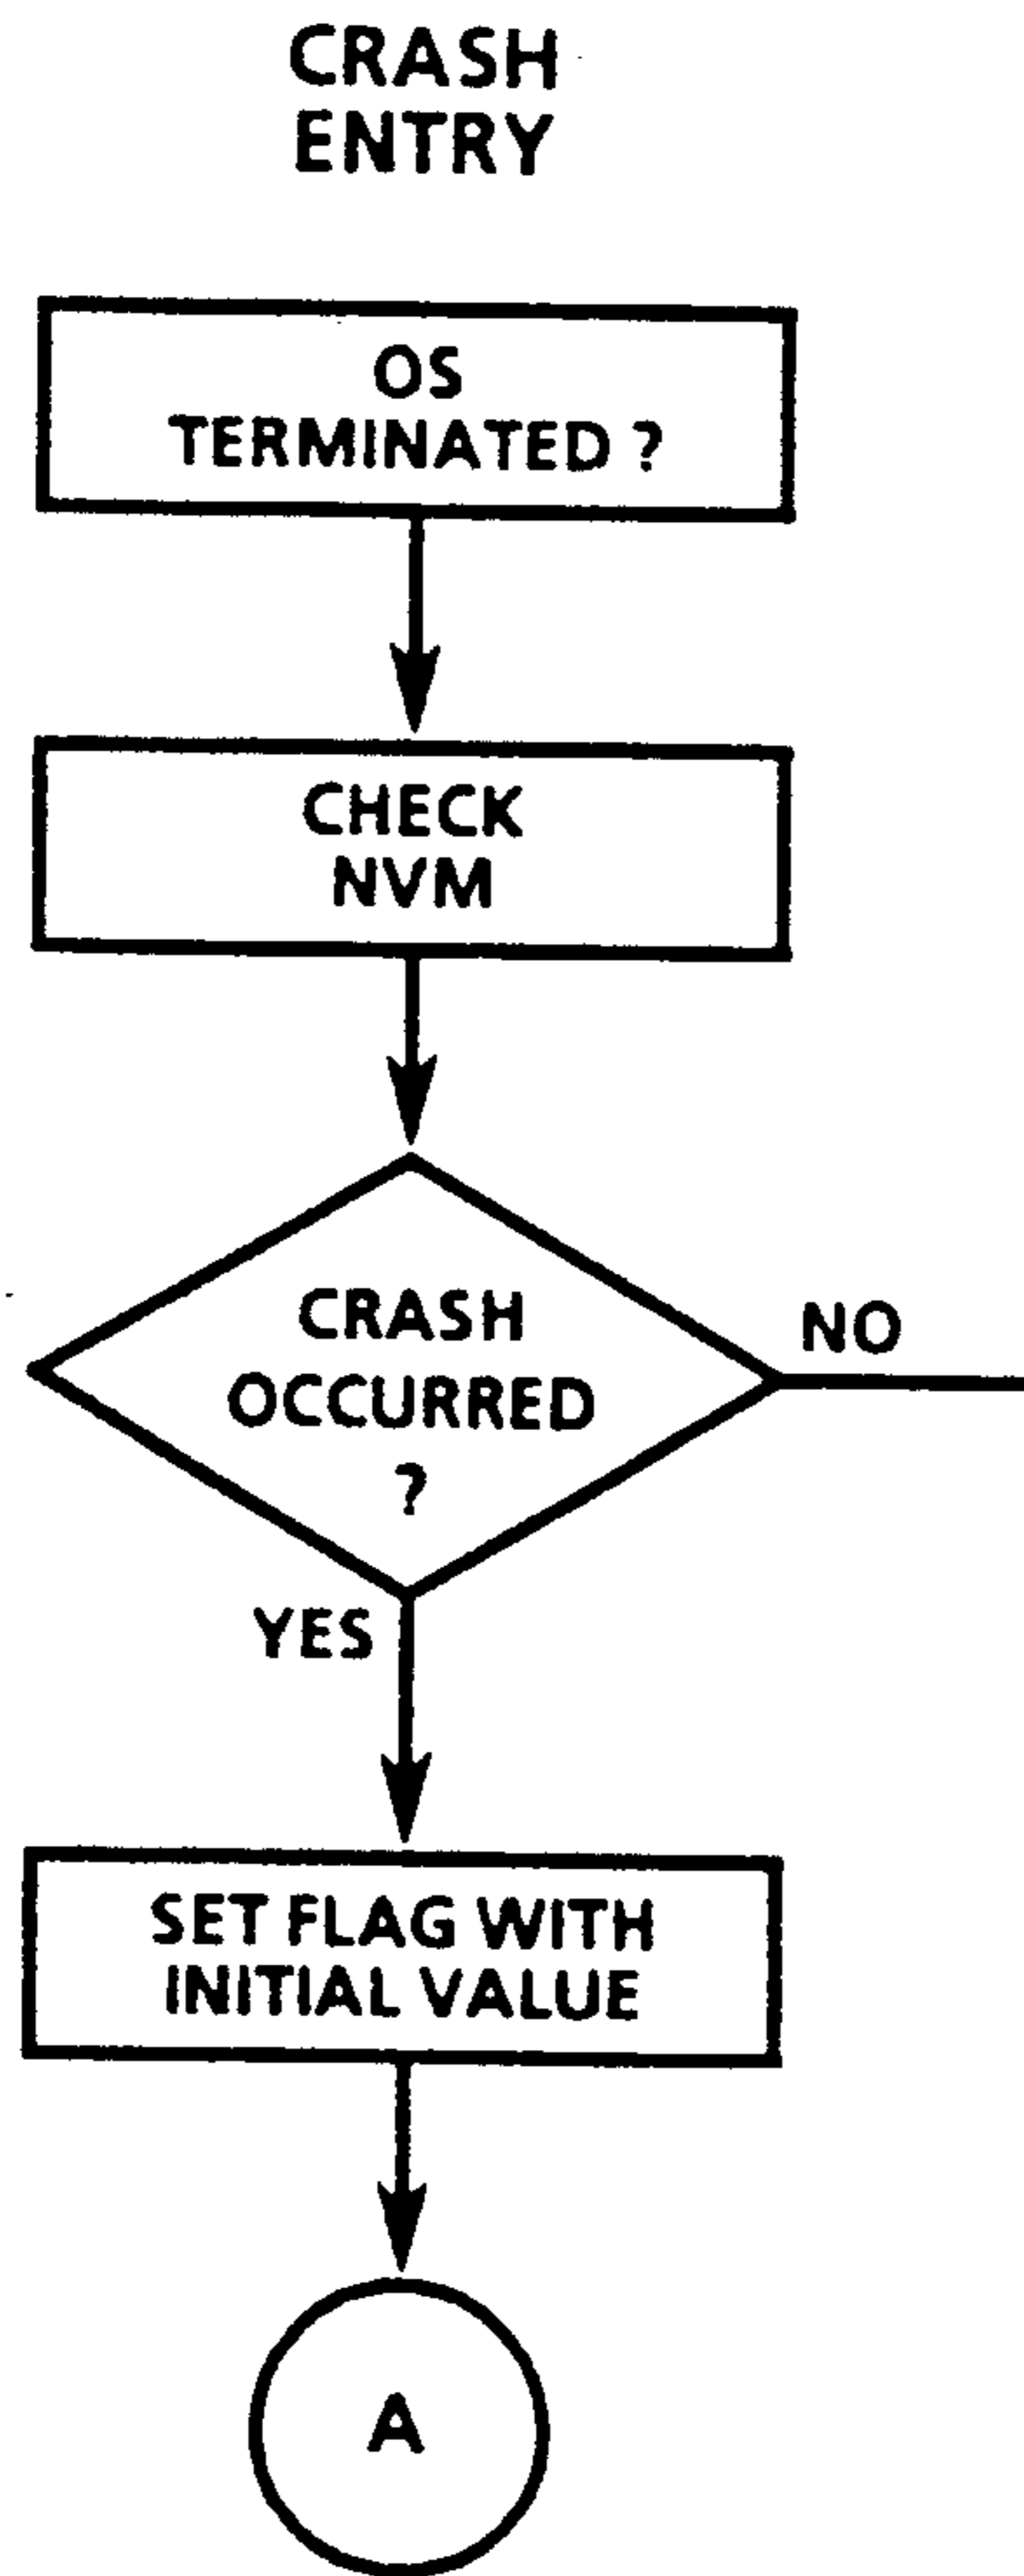 CRASH
ENTRY
OS
TERMINATED ?
CHECK
NVM
CRASH
OCCURRED
?
NO
YES
SET FLAG WITH
INITIAL VALUE
A